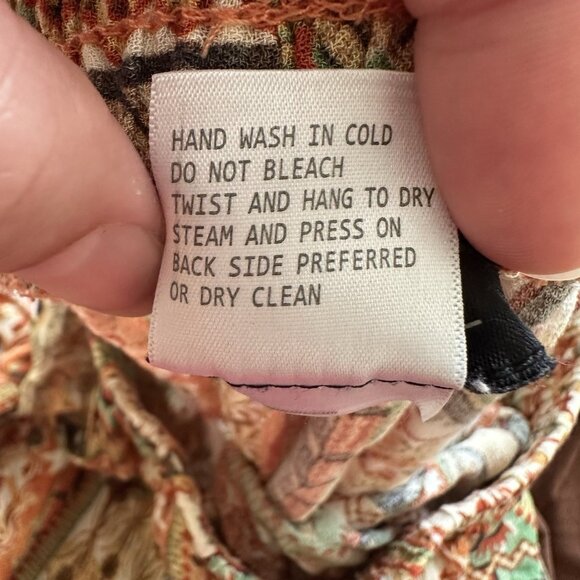 HAND WASH IN COLD
DO NOT BLEACH
TWIST AND HANG TO DRY
STEAM AND PRESS ON
BACK SIDE PREFERRED
OR DRY CLEAN